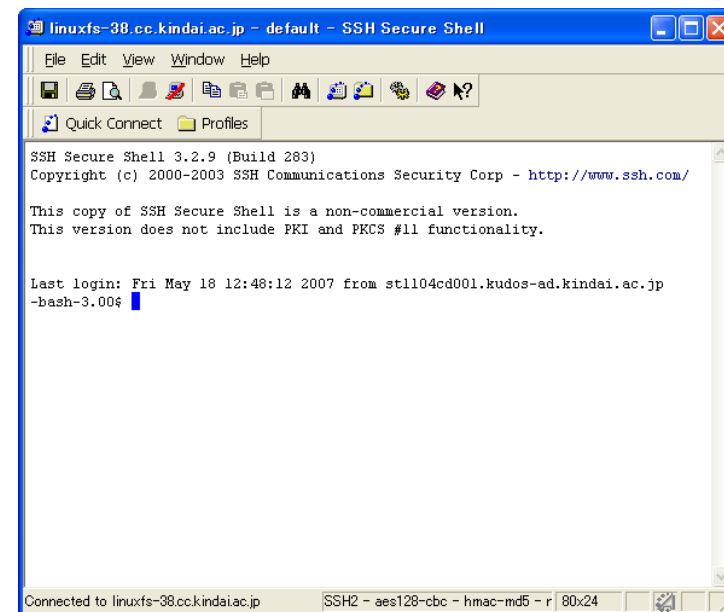 linuxfs-38.cc.kindai.ac.jp - default - SSH Secure Shell
File Edit View Window Help
Quick Connect Profiles
SSH Secure Shell 3.2.9 (Build 283)
Copyright (c) 2000-2003 SSH Communications Security Corp - http://www.ssh.com/
This copy of SSH Secure Shell is a non-commercial version.
This version does not include PKI and PKCS #11 functionality.
Last login: Fri May 18 12:48:12 2007 from st1104cd001.kudos-ad.kindai.ac.jp
-bash-3.00$
Connected to linuxfs-38.cc.kindai.ac.jp SSH2 - aes128-cbc - hmac-md5 - r 80x24